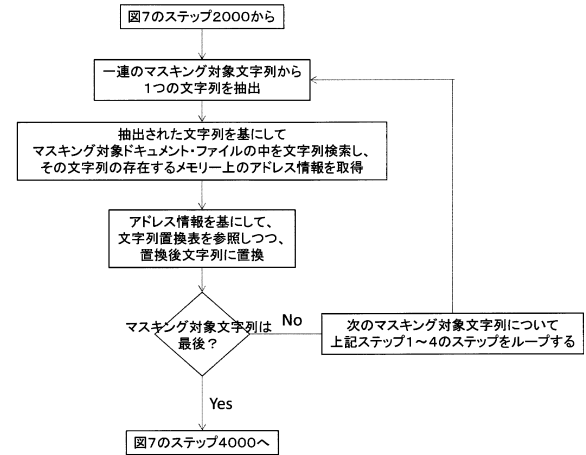 図7のステップ2000から
一連のマスキング対象文字列から
1つの文字列を抽出
抽出された文字列を基にして
マスキング対象ドキュメント・ファイルの中を文字列検索し、
その文字列の存在するメモリー上のアドレス情報を取得
アドレス情報を基にして、
文字列置換表を参照しつつ、
置換後文字列に置換
マスキング対象文字列は
最後？
No
次のマスキング対象文字列について
上記ステップ1～4のステップをループする
Yes
図7のステップ4000へ